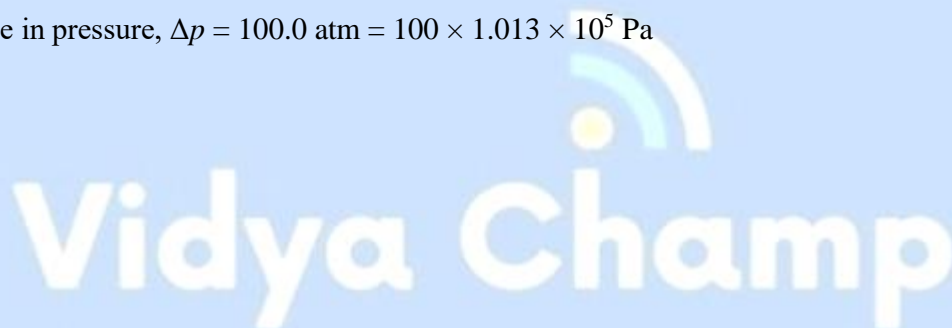 e in pressure, Δp = 100.0 atm = 100 × 1.013 × 10⁵ Pa
Vidya Champ